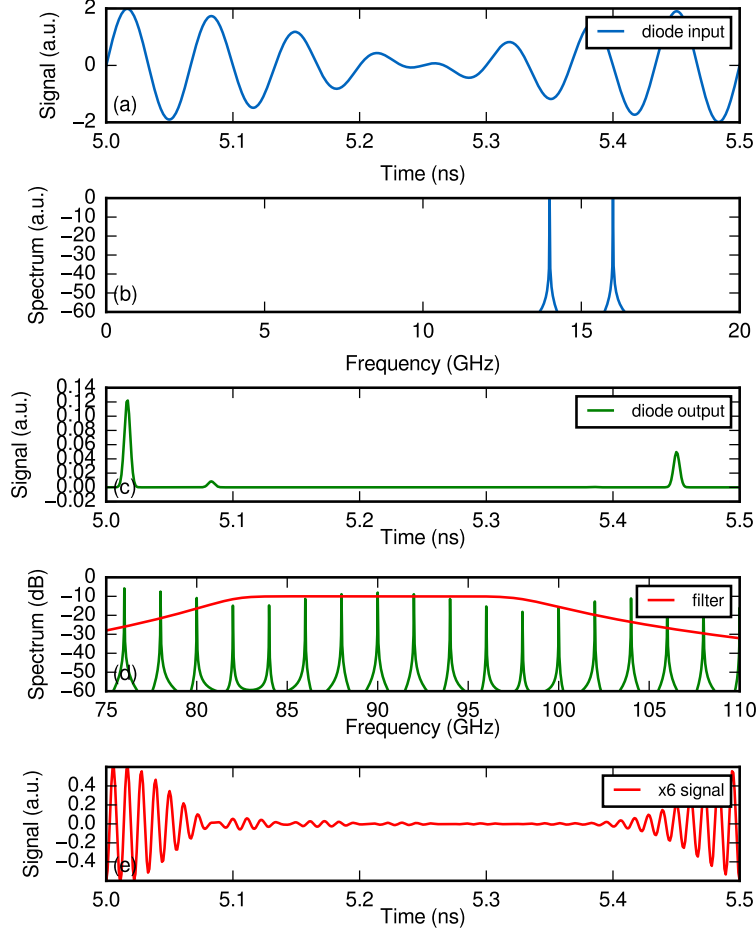 2
1
0
−1
−2
Signal (a.u.)
(a)
diode input
5.0 5.1 5.2 5.3 5.4 5.5
Time (ns)
0
−10
−20
−30
−40
−50
−60
Spectrum (a.u.)
(b)
0 5 10 15 20
Frequency (GHz)
0.14
0.12
0.10
0.08
0.06
0.04
0.02
0.00
−0.02
Signal (a.u.)
(c)
diode output
5.0 5.1 5.2 5.3 5.4 5.5
Time (ns)
0
−10
−20
−30
−40
−50
−60
Spectrum (dB)
(d)
filter
75 80 85 90 95 100 105 110
Frequency (GHz)
0.4
0.2
0.0
−0.2
−0.4
Signal (a.u.)
(e)
x6 signal
5.0 5.1 5.2 5.3 5.4 5.5
Time (ns)